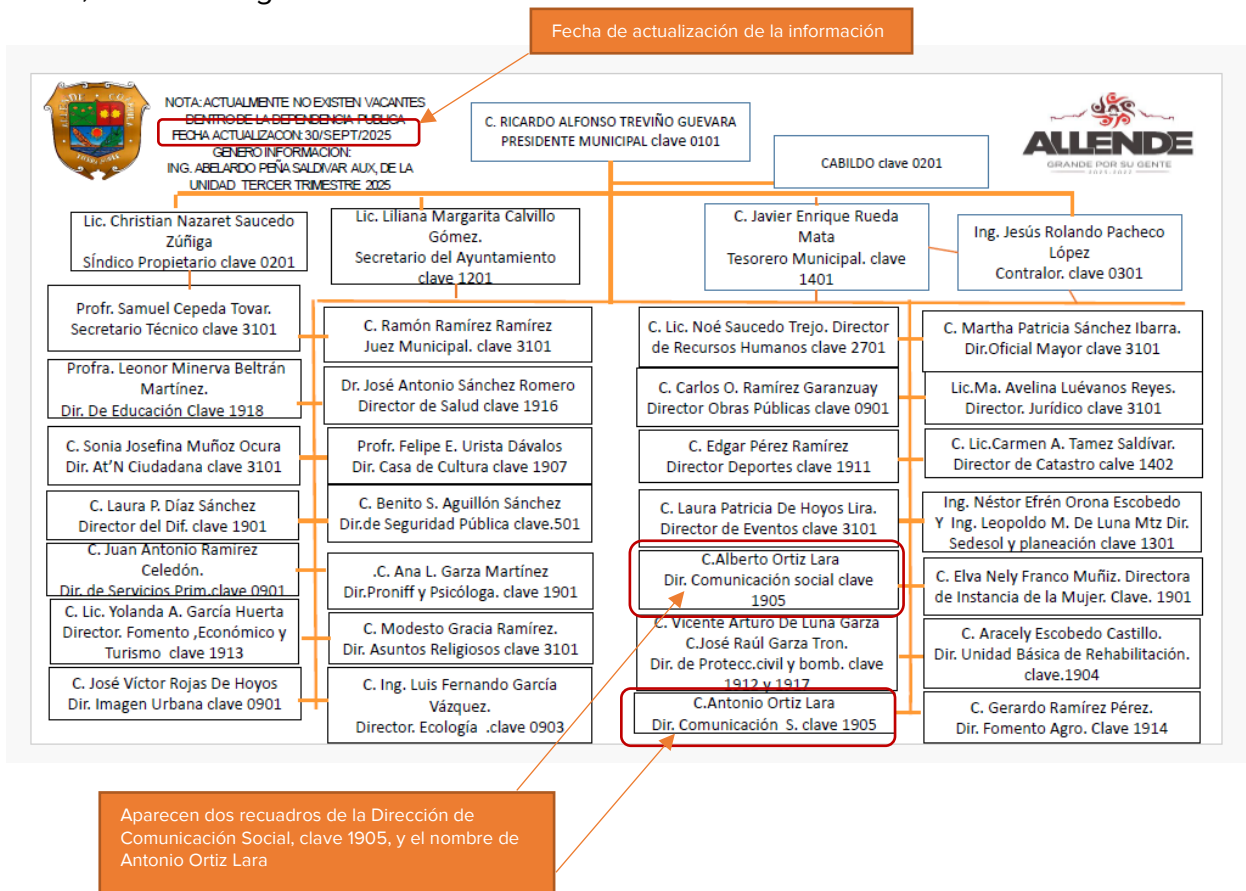 Fecha de actualización de la información
NOTA: ACTUALMENTE NO EXISTEN VACANTES
DENTRO DE LA DEPENDENCIA PUBLICA
FECHA ACTUALIZACON: 30/SEPT/2025
GENERO INFORMACION:
ING. ABELARDO PEÑA SALDIVAR AUX, DE LA
UNIDAD TERCER TRIMESTRE 2025
C. RICARDO ALFONSO TREVIÑO GUEVARA
PRESIDENTE MUNICIPAL clave 0101
CABILDO clave 0201
ALLENDE
GRANDE POR SU GENTE
2025-2027
Lic. Christian Nazaret Saucedo
Zúñiga
Síndico Propietario clave 0201
Lic. Liliana Margarita Calvillo
Gómez.
Secretario del Ayuntamiento
clave 1201
C. Javier Enrique Rueda
Mata
Tesorero Municipal. clave
1401
Ing. Jesús Rolando Pacheco
López
Contralor. clave 0301
Profr. Samuel Cepeda Tovar.
Secretario Técnico clave 3101
C. Ramón Ramírez Ramírez
Juez Municipal. clave 3101
C. Lic. Noé Saucedo Trejo. Director
de Recursos Humanos clave 2701
C. Martha Patricia Sánchez Ibarra.
Dir.Oficial Mayor clave 3101
Profra. Leonor Minerva Beltrán
Martínez.
Dir. De Educación Clave 1918
Dr. José Antonio Sánchez Romero
Director de Salud clave 1916
C. Carlos O. Ramírez Garanzuay
Director Obras Públicas clave 0901
Lic.Ma. Avelina Luévanos Reyes.
Director. Jurídico clave 3101
C. Sonia Josefina Muñoz Ocura
Dir. At'N Ciudadana clave 3101
Profr. Felipe E. Urista Dávalos
Dir. Casa de Cultura clave 1907
C. Edgar Pérez Ramírez
Director Deportes clave 1911
C. Lic.Carmen A. Tamez Saldívar.
Director de Catastro calve 1402
C. Laura P. Díaz Sánchez
Director del Dif. clave 1901
C. Benito S. Aguillón Sánchez
Dir.de Seguridad Pública clave.501
C. Laura Patricia De Hoyos Lira.
Director de Eventos clave 3101
Ing. Néstor Efrén Orona Escobedo
Y Ing. Leopoldo M. De Luna Mtz Dir.
Sedesol y planeación clave 1301
C. Juan Antonio Ramírez
Celedón.
Dir. de Servicios Prim.clave 0901
.C. Ana L. Garza Martínez
Dir.Proniff y Psicóloga. clave 1901
C.Alberto Ortiz Lara
Dir. Comunicación social clave
1905
C. Elva Nely Franco Muñiz. Directora
de Instancia de la Mujer. Clave. 1901
C. Lic. Yolanda A. García Huerta
Director. Fomento ,Económico y
Turismo clave 1913
C. Modesto Gracia Ramírez.
Dir. Asuntos Religiosos clave 3101
C. Vicente Arturo De Luna Garza
C.José Raúl Garza Tron.
Dir. de Protecc.civil y bomb. clave
1912 y 1917
C. Aracely Escobedo Castillo.
Dir. Unidad Básica de Rehabilitación.
clave.1904
C. José Víctor Rojas De Hoyos
Dir. Imagen Urbana clave 0901
C. Ing. Luis Fernando García
Vázquez.
Director. Ecología .clave 0903
C.Antonio Ortiz Lara
Dir. Comunicación S. clave 1905
C. Gerardo Ramírez Pérez.
Dir. Fomento Agro. Clave 1914
Aparecen dos recuadros de la Dirección de
Comunicación Social, clave 1905, y el nombre de
Antonio Ortiz Lara